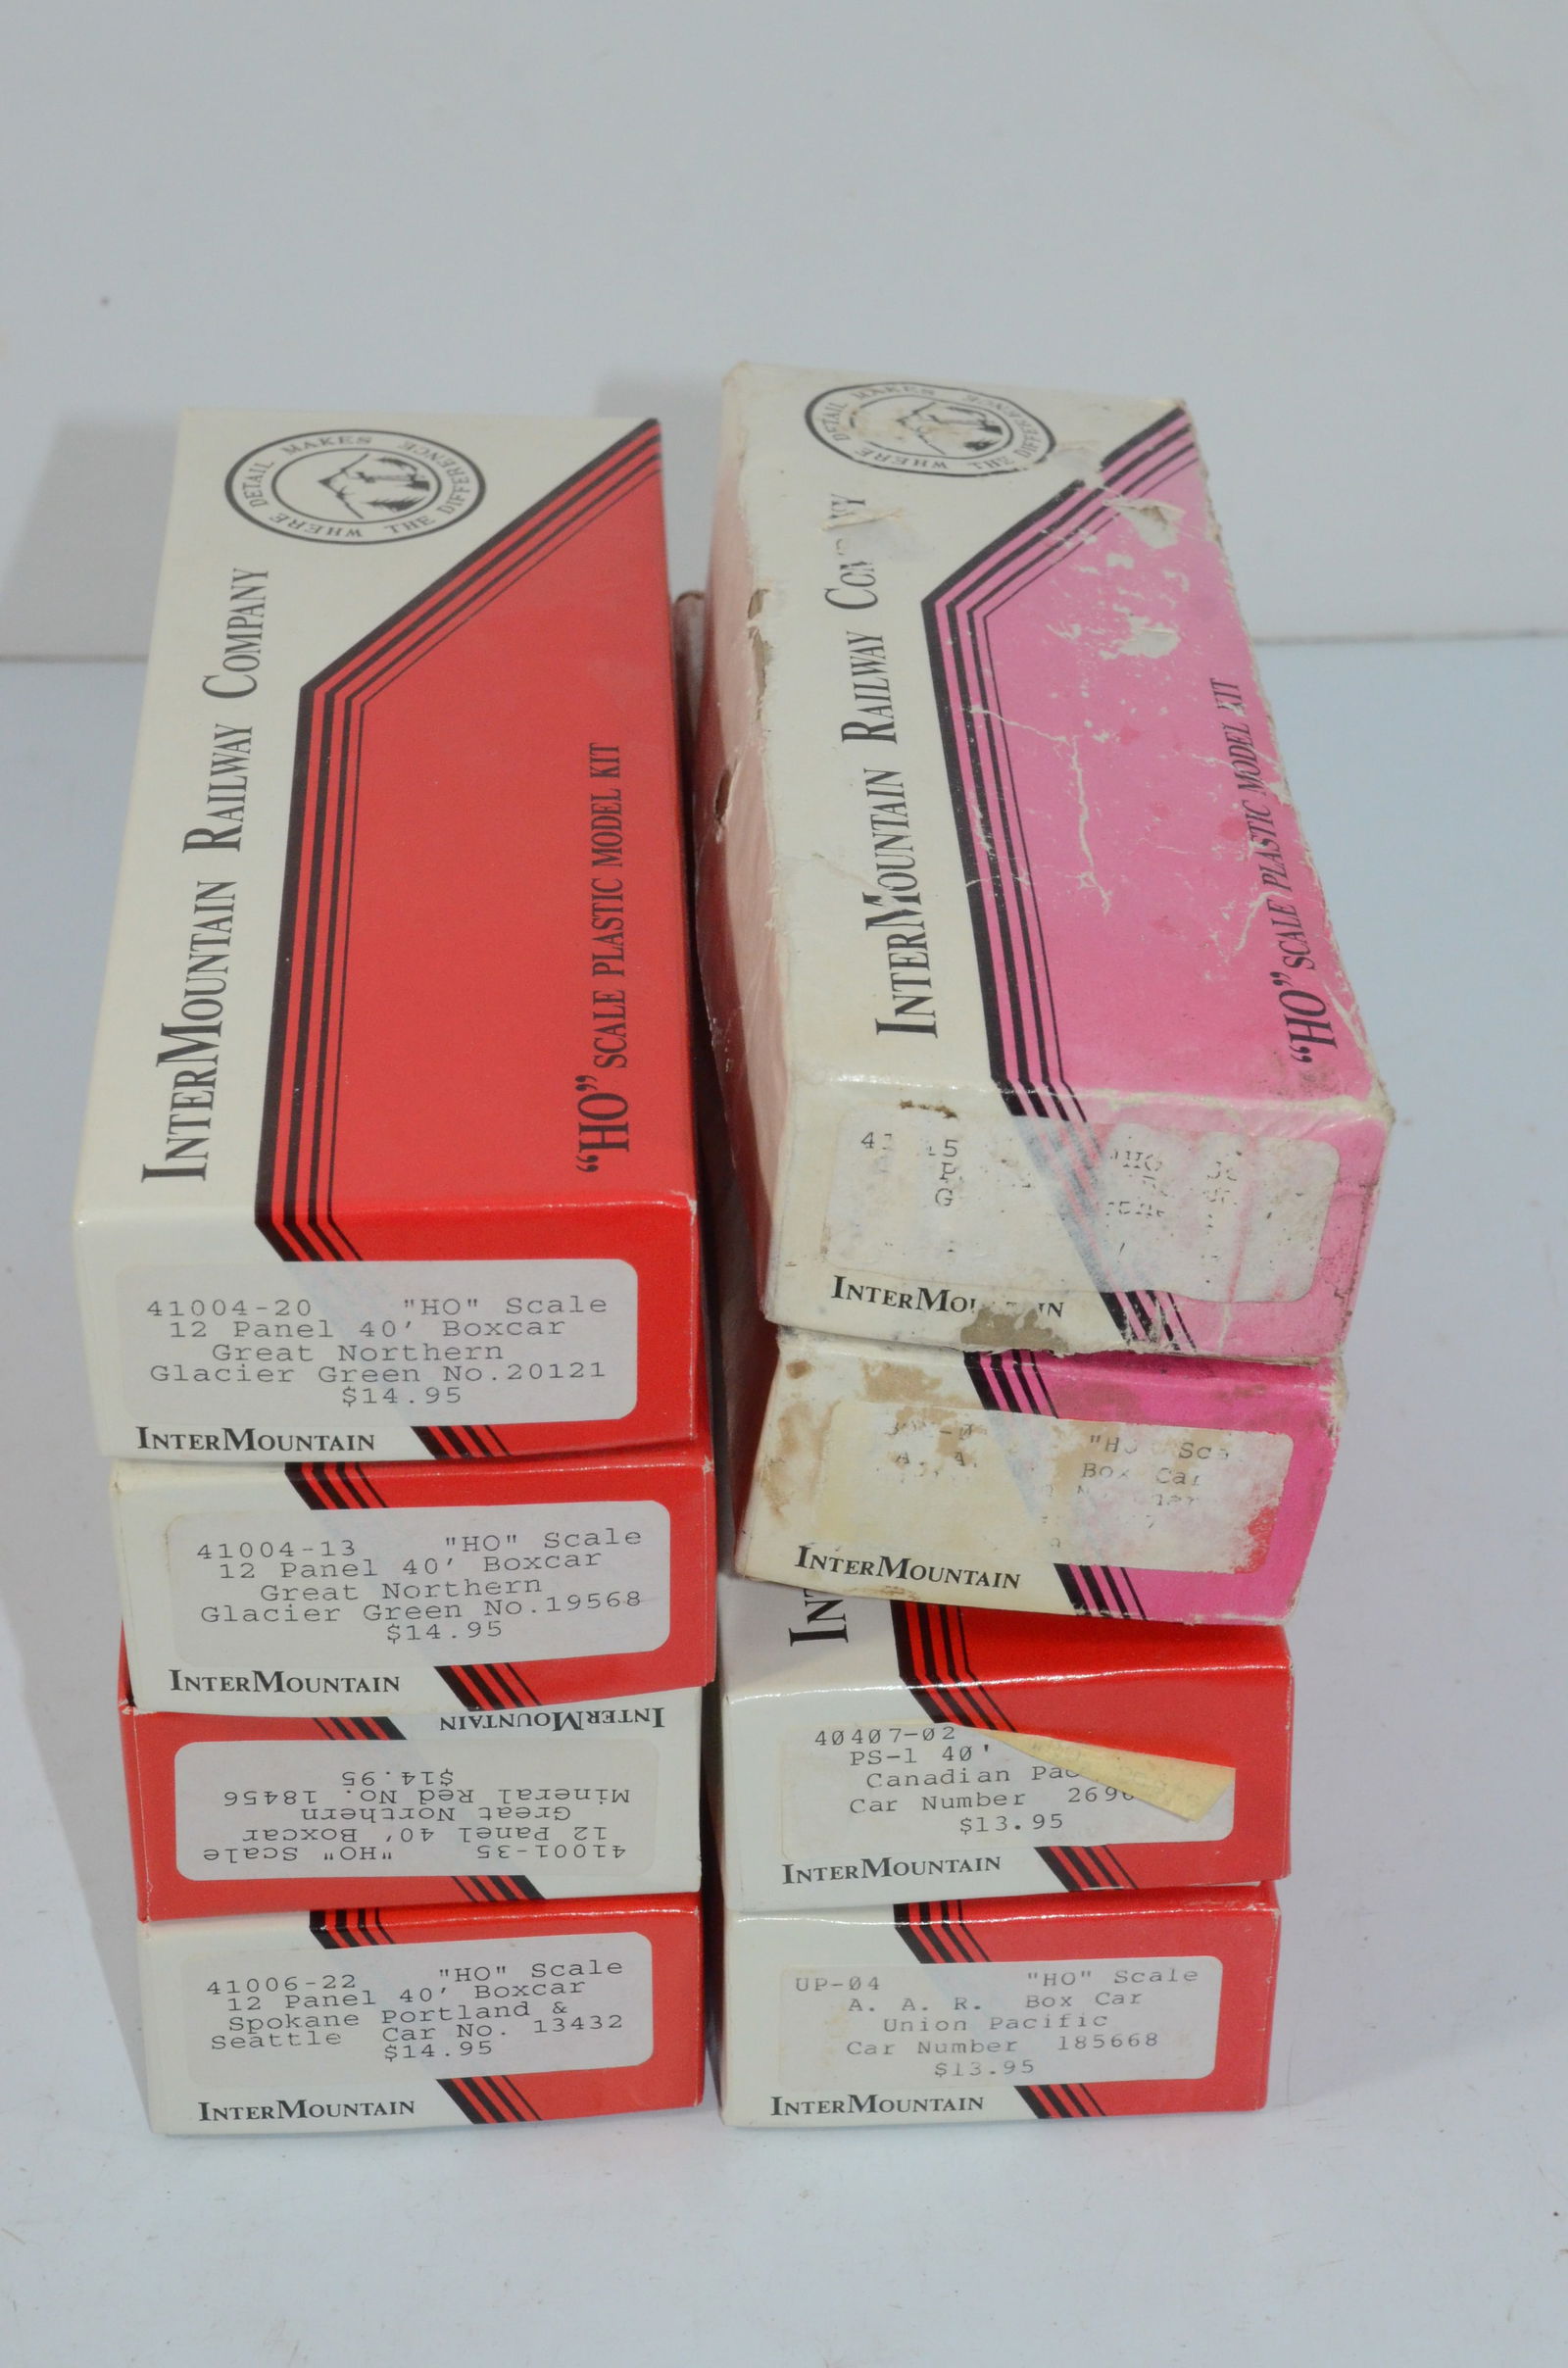 WHERE DETAIL MAKES THE DIFFERENCE
INTERMOUNTAIN RAILWAY COMPANY
"HO" SCALE PLASTIC MODEL KIT
41004-20 "HO" Scale
12 Panel 40' Boxcar
Great Northern
Glacier Green No.20121
$14.95
INTERMOUNTAIN
41004-13 "HO" Scale
12 Panel 40' Boxcar
Great Northern
Glacier Green No.19568
$14.95
INTERMOUNTAIN
41001-35 "HO" Scale
12 Panel 40' Boxcar
Great Northern
Mineral Red No. 18456
$14.95
INTERMOUNTAIN
41006-22 "HO" Scale
12 Panel 40' Boxcar
Spokane Portland &
Seattle Car No. 13432
$14.95
INTERMOUNTAIN
WHERE DETAIL MAKES THE DIFFERENCE
INTERMOUNTAIN RAILWAY
"HO" SCALE PLASTIC MODEL KIT
A. A.
Box Car
INTERMOUNTAIN
40407-02
PS-1 40'
Canadian
Car Number
$13.95
INTERMOUNTAIN
UP-04 "HO" Scale
A. A. R. Box Car
Union Pacific
Car Number 185668
$13.95
INTERMOUNTAIN